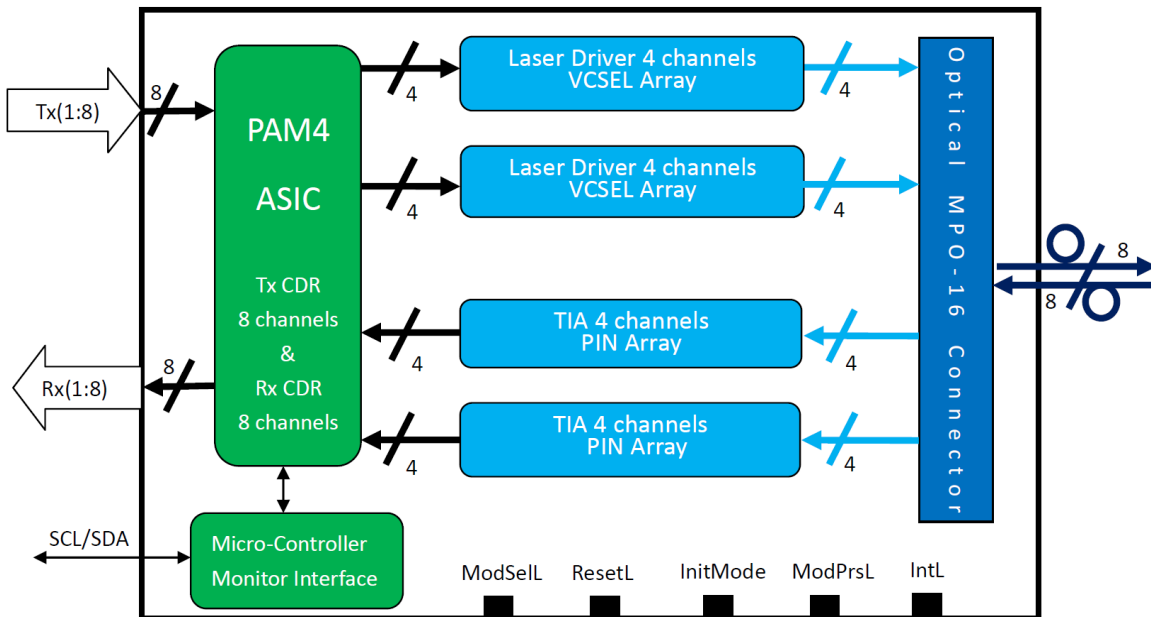 Tx(1:8)
8
PAM4
ASIC
Tx CDR
8 channels
&
Rx CDR
8 channels
4
Laser Driver 4 channels
VCSEL Array
4
4
Laser Driver 4 channels
VCSEL Array
4
4
TIA 4 channels
PIN Array
4
4
TIA 4 channels
PIN Array
4
Optical MPO-16 Connector
8
8
Rx(1:8)
8
SCL/SDA
Micro-Controller
Monitor Interface
ModSelL
ResetL
InitMode
ModPrsL
IntL